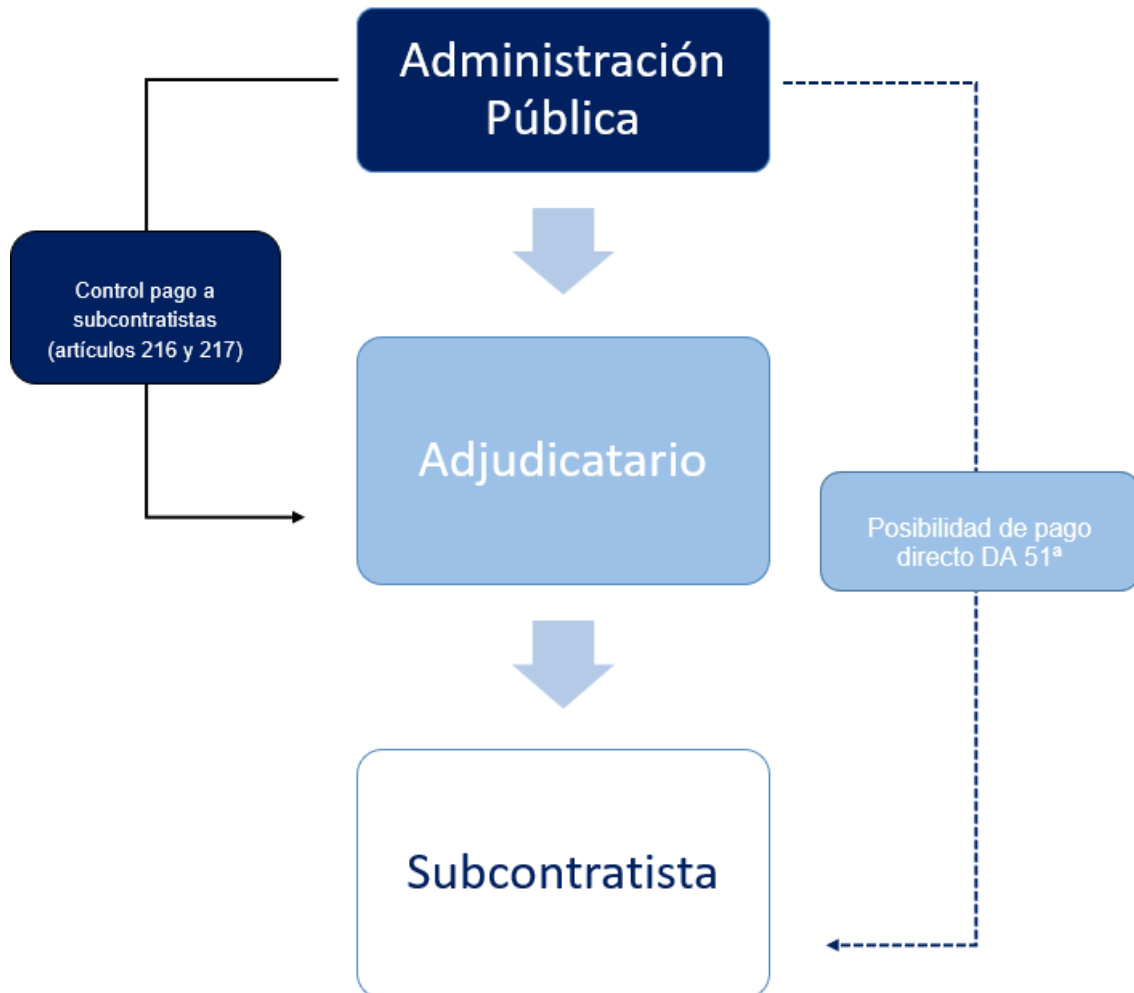 Administración
Pública
Control pago a
subcontratistas
(artículos 216 y 217)
Adjudicatario
Posibilidad de pago
directo DA 51ª
Subcontratista